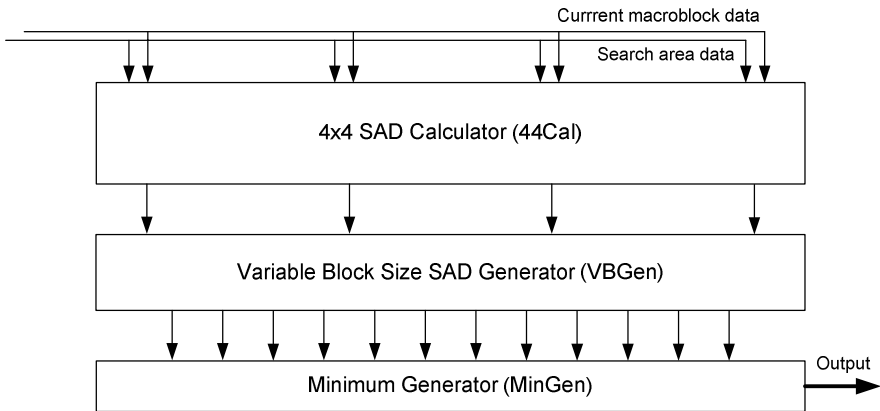 Currrent macroblock data
Search area data
4x4 SAD Calculator (44Cal)
Variable Block Size SAD Generator (VBGen)
Output
Minimum Generator (MinGen)